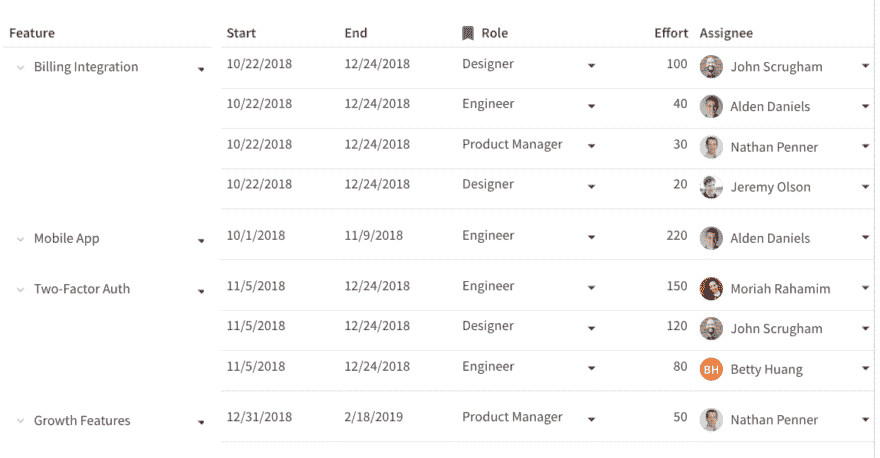 Feature Start End Role Effort Assignee
Billing Integration 10/22/2018 12/24/2018 Designer 100 John Scrugham
10/22/2018 12/24/2018 Engineer 40 Alden Daniels
10/22/2018 12/24/2018 Product Manager 30 Nathan Penner
10/22/2018 12/24/2018 Designer 20 Jeremy Olson
Mobile App 10/1/2018 11/9/2018 Engineer 220 Alden Daniels
Two-Factor Auth 11/5/2018 12/24/2018 Engineer 150 Moriah Rahamim
11/5/2018 12/24/2018 Designer 120 John Scrugham
11/5/2018 12/24/2018 Engineer 80 BH Betty Huang
Growth Features 12/31/2018 2/18/2019 Product Manager 50 Nathan Penner